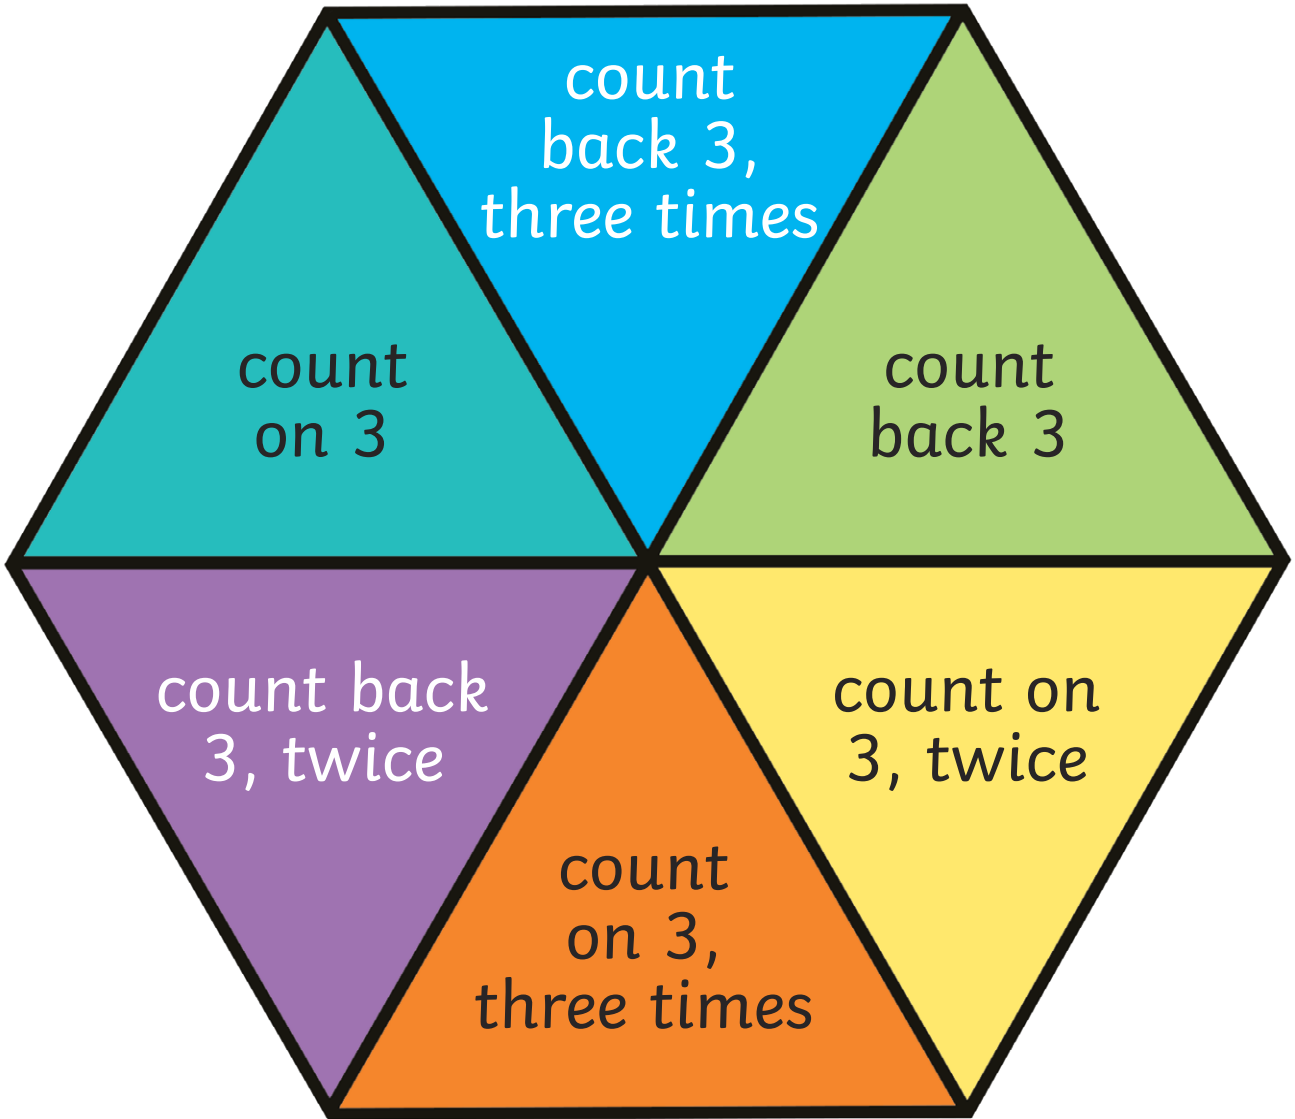 count
back 3,
three times
count
on 3
count
back 3
count back
3, twice
count on
3, twice
count
on 3,
three times